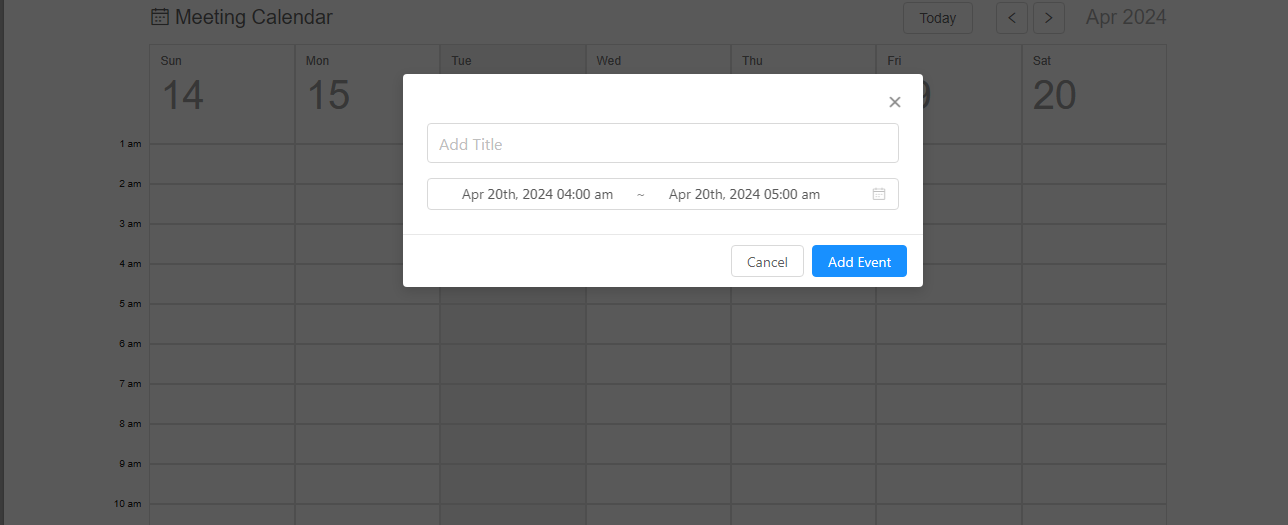 Meeting Calendar Today < > Apr 2024
Sun Mon Tue Wed Thu Fri Sat
14 15 20
Add Title
Apr 20th, 2024 04:00 am ~ Apr 20th, 2024 05:00 am
Cancel Add Event
1 am
2 am
3 am
4 am
5 am
6 am
7 am
8 am
9 am
10 am